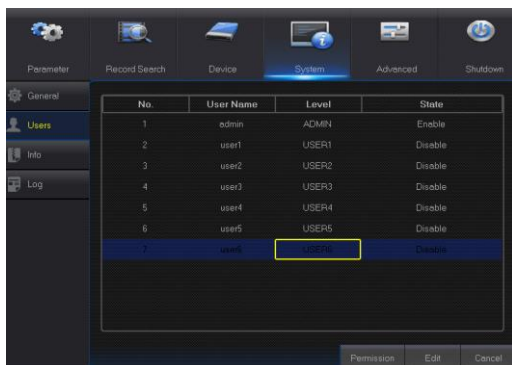 Parameter Record Search Device System Advanced Shutdown
General
Users
Info
Log
No. User Name Level State
1 admin ADMIN Enable
2 user1 USER1 Disable
3 user2 USER2 Disable
4 user3 USER3 Disable
5 user4 USER4 Disable
6 user5 USER5 Disable
7 user6 USER6 Disable
Permission Edit Cancel